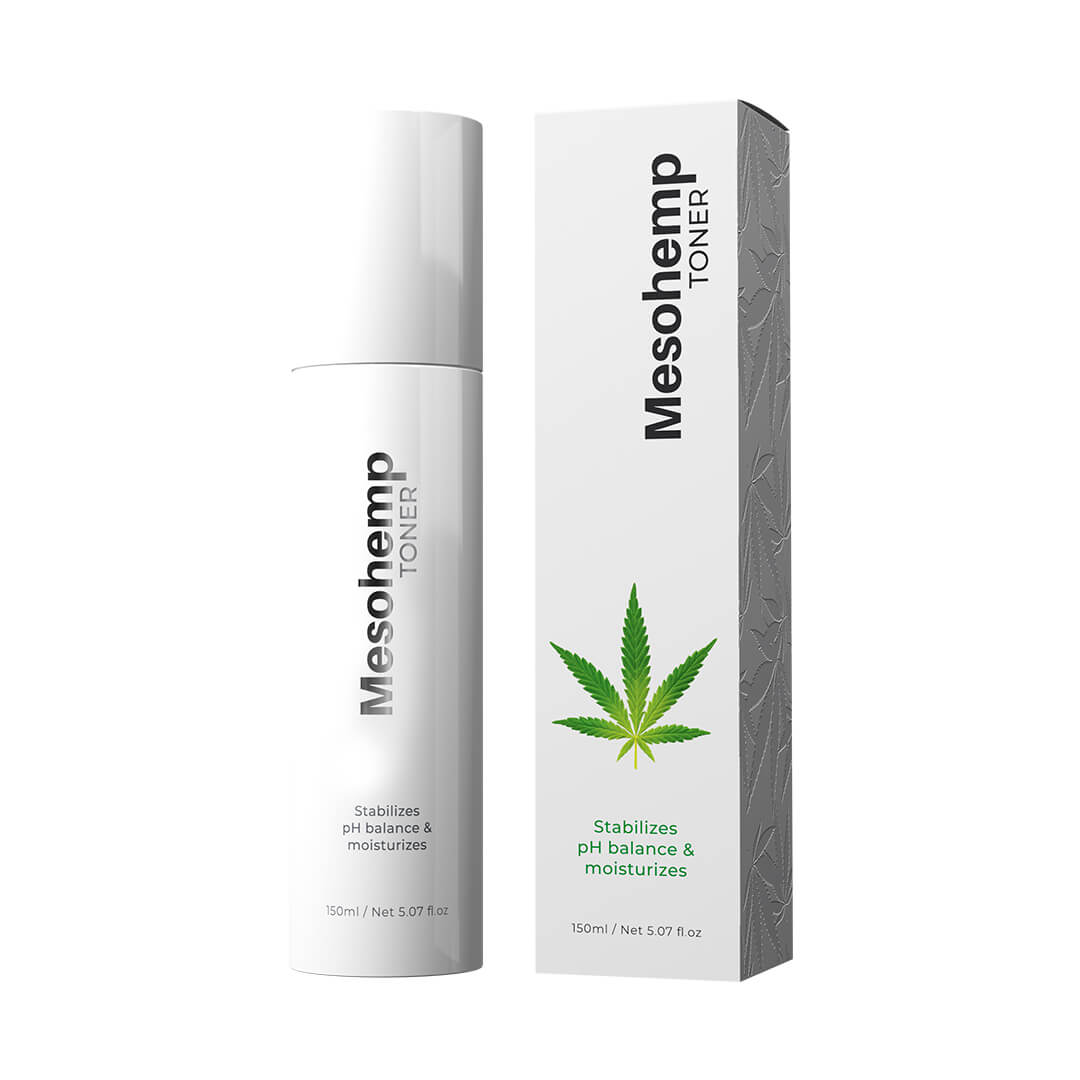 Mesohemp
TONER
Stabilizes
pH balance &
moisturizes
150ml / Net 5.07 fl.oz
Mesohemp
TONER
Stabilizes
pH balance &
moisturizes
150ml / Net 5.07 fl.oz